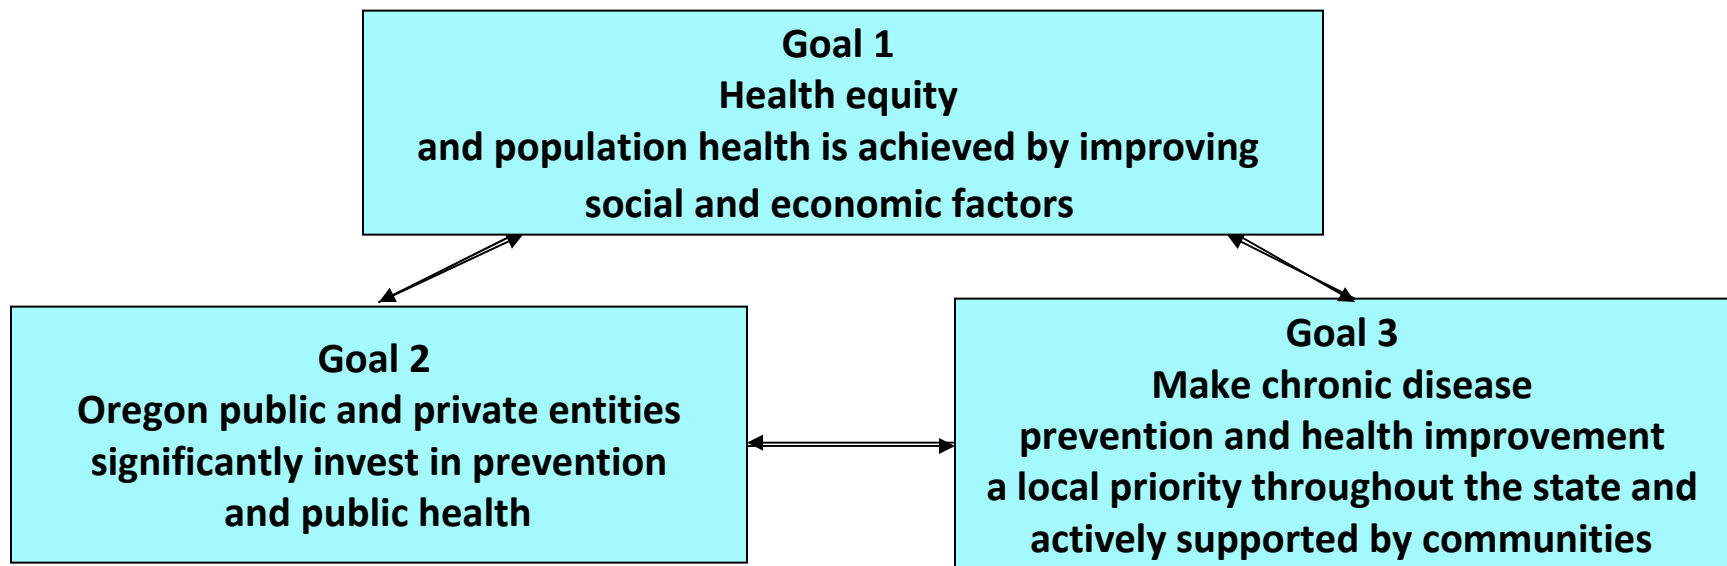 Goal 1
Health equity
and population health is achieved by improving
social and economic factors
Goal 2
Oregon public and private entities
significantly invest in prevention
and public health
Goal 3
Make chronic disease
prevention and health improvement
a local priority throughout the state and
actively supported by communities